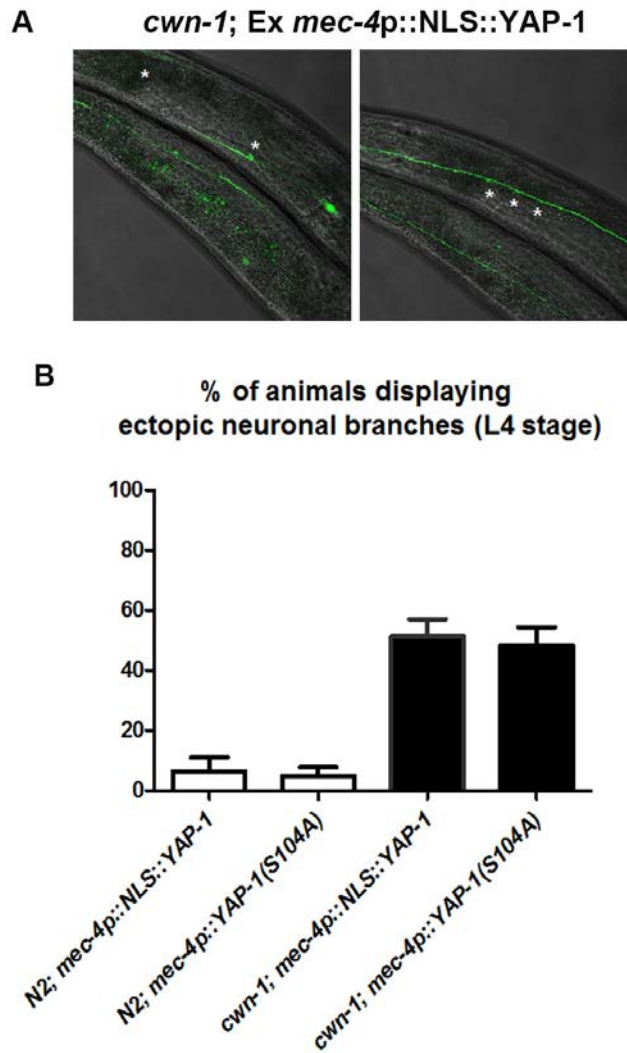 A
cwn-1; Ex mec-4p::NLS::YAP-1
*
*
*
*
*
B
% of animals displaying
ectopic neuronal branches (L4 stage)
100
80
60
40
20
0
N2; mec-4p::NLS::YAP-1
N2; mec-4p::YAP-1(S104A)
cwn-1; mec-4p::NLS::YAP-1
cwn-1; mec-4p::YAP-1(S104A)